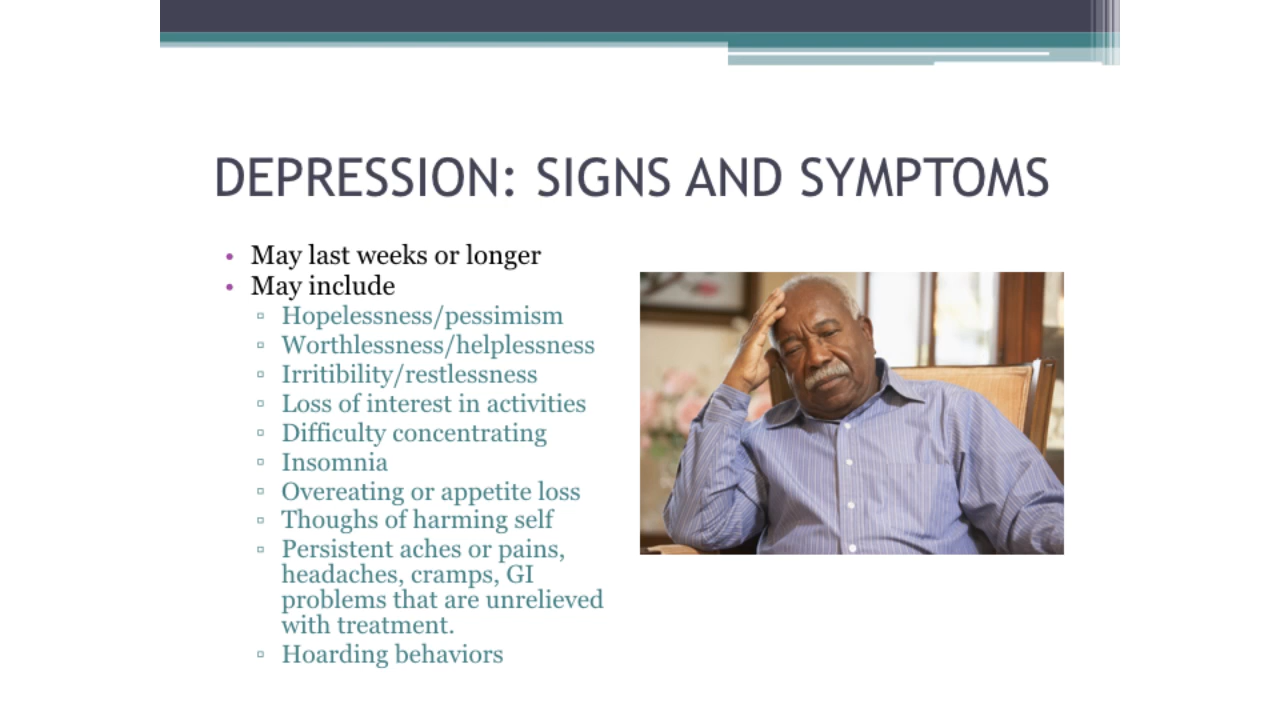 DEPRESSION: SIGNS AND SYMPTOMS
• May last weeks or longer
• May include
▫ Hopelessness/pessimism
▫ Worthlessness/helplessness
▫ Irritibility/restlessness
▫ Loss of interest in activities
▫ Difficulty concentrating
▫ Insomnia
▫ Overeating or appetite loss
▫ Thoughs of harming self
▫ Persistent aches or pains,
headaches, cramps, GI
problems that are unrelieved
with treatment.
▫ Hoarding behaviors